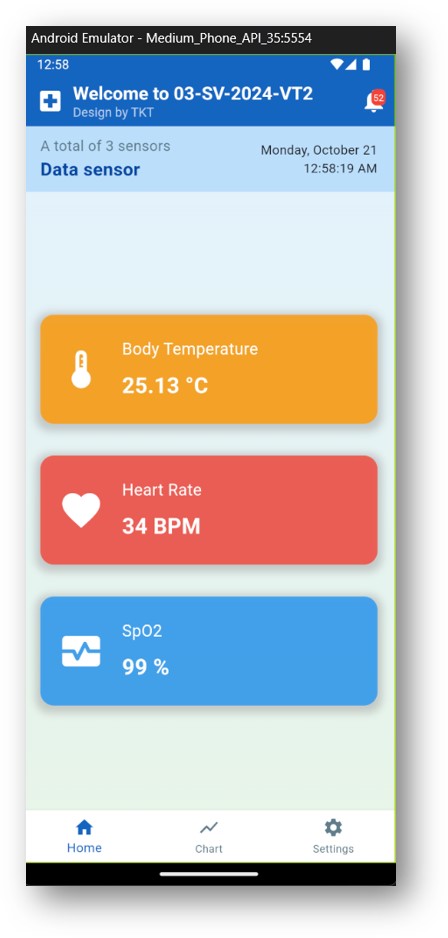 Android Emulator - Medium_Phone_API_35:5554
12:58
Welcome to 03-SV-2024-VT2
Design by TKT
52
A total of 3 sensors
Data sensor
Monday, October 21
12:58:19 AM
Body Temperature
25.13 °C
Heart Rate
34 BPM
SpO2
99 %
Home
Chart
Settings